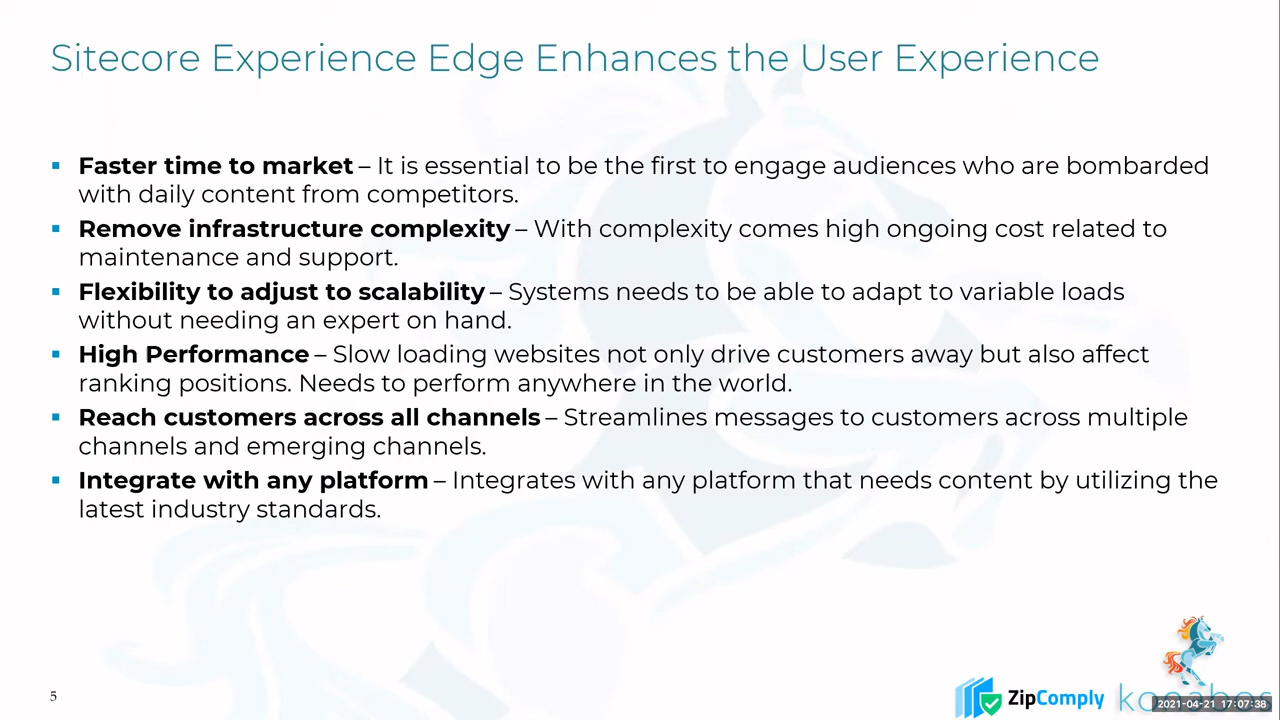 Sitecore Experience Edge Enhances the User Experience
▪ Faster time to market – It is essential to be the first to engage audiences who are bombarded
with daily content from competitors.
▪ Remove infrastructure complexity – With complexity comes high ongoing cost related to
maintenance and support.
▪ Flexibility to adjust to scalability – Systems needs to be able to adapt to variable loads
without needing an expert on hand.
▪ High Performance – Slow loading websites not only drive customers away but also affect
ranking positions. Needs to perform anywhere in the world.
▪ Reach customers across all channels – Streamlines messages to customers across multiple
channels and emerging channels.
▪ Integrate with any platform – Integrates with any platform that needs content by utilizing the
latest industry standards.
5
ZipComply
2021-04-21 17:07:38